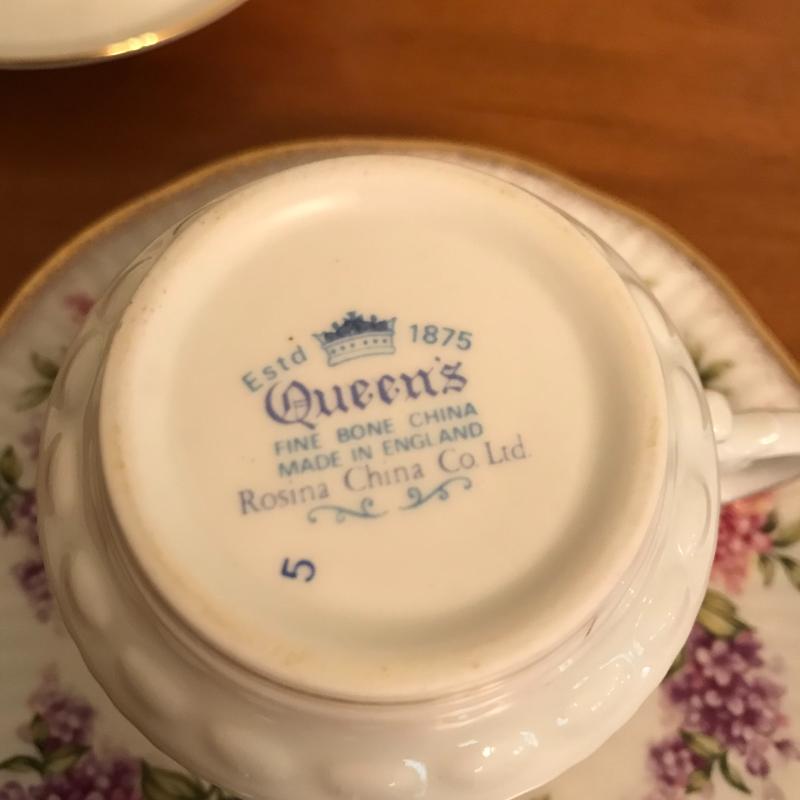 Estd 1875
Queen's
FINE BONE CHINA
MADE IN ENGLAND
Rosina China Co. Ltd.
5